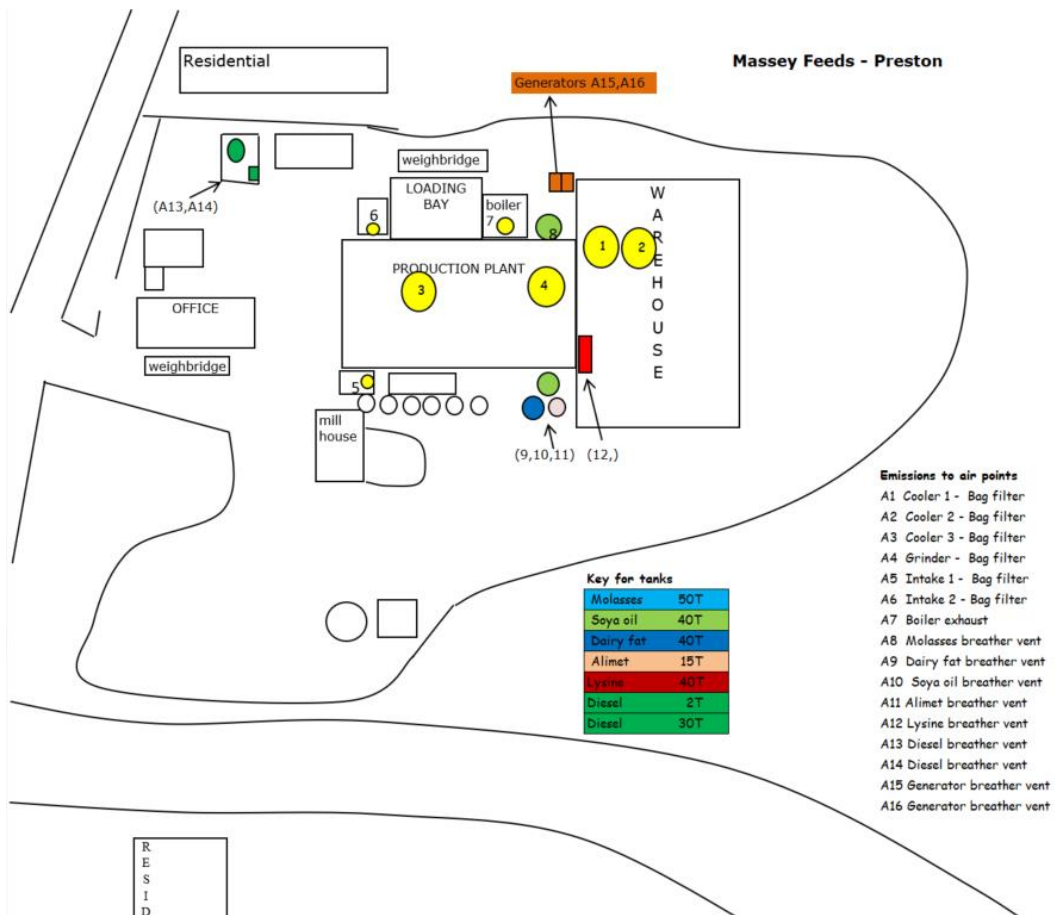 Residential
Massey Feeds - Preston
Generators A15,A16
weighbridge
(A13,A14)
LOADING
BAY
boiler
7
6
8
WAREHOUSE
1
2
PRODUCTION PLANT
3
4
OFFICE
weighbridge
5
mill
house
(9,10,11)
(12,)
Emissions to air points
A1 Cooler 1 - Bag filter
A2 Cooler 2 - Bag filter
A3 Cooler 3 - Bag filter
A4 Grinder - Bag filter
A5 Intake 1 - Bag filter
A6 Intake 2 - Bag filter
A7 Boiler exhaust
A8 Molasses breather vent
A9 Dairy fat breather vent
A10 Soya oil breather vent
A11 Alimet breather vent
A12 Lysine breather vent
A13 Diesel breather vent
A14 Diesel breather vent
A15 Generator breather vent
A16 Generator breather vent
Key for tanks
Molasses 50T
Soya oil 40T
Dairy fat 40T
Alimet 15T
Lysine 40T
Diesel 2T
Diesel 30T
RESID